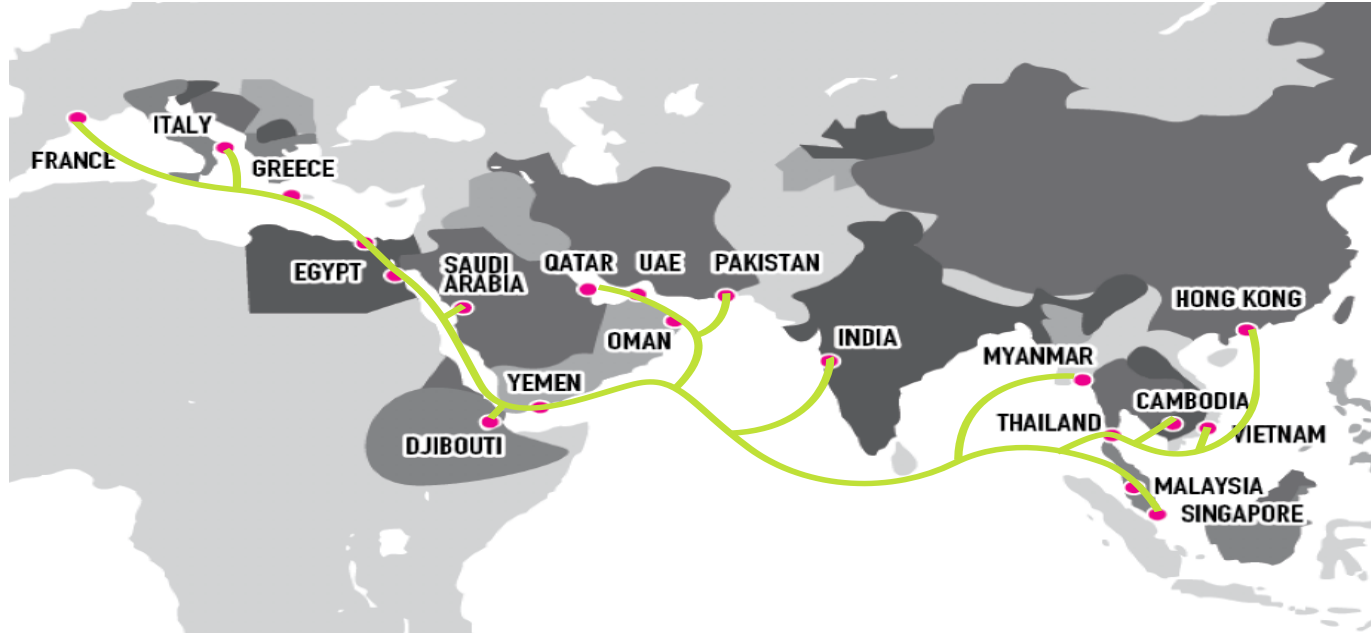 ITALY
FRANCE
GREECE
EGYPT
SAUDI
ARABIA
QATAR
UAE
PAKISTAN
OMAN
INDIA
YEMEN
DJIBOUTI
HONG KONG
MYANMAR
CAMBODIA
THAILAND
VIETNAM
MALAYSIA
SINGAPORE